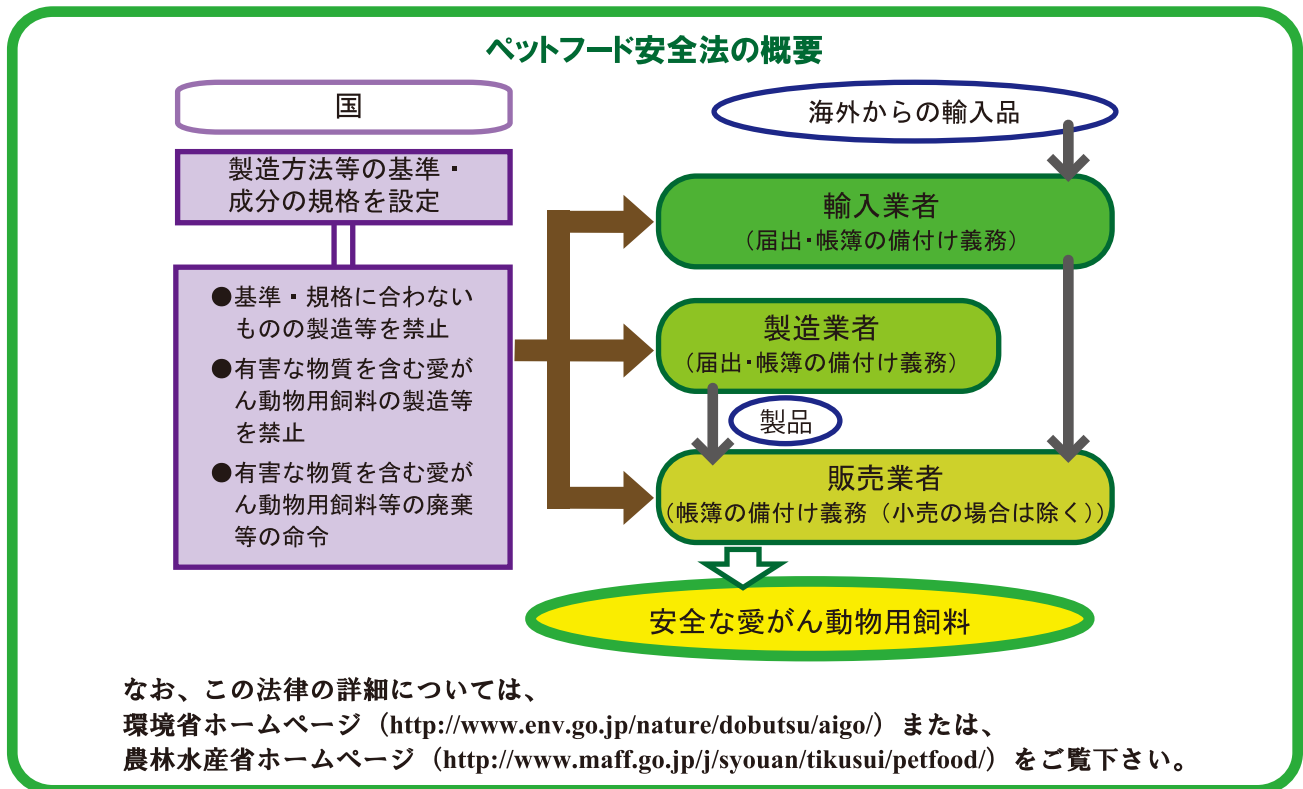 ペットフード安全法の概要
国
製造方法等の基準・
成分の規格を設定
●基準・規格に合わない
ものの製造等を禁止
●有害な物質を含む愛が
ん動物用飼料の製造等
を禁止
●有害な物質を含む愛が
ん動物用飼料等の廃棄
等の命令
海外からの輸入品
輸入業者
（届出・帳簿の備付け義務）
製造業者
（届出・帳簿の備付け義務）
製品
販売業者
（帳簿の備付け義務（小売の場合は除く））
安全な愛がん動物用飼料
なお、この法律の詳細については、
環境省ホームページ（http://www.env.go.jp/nature/dobutsu/aigo/）または、
農林水産省ホームページ（http://www.maff.go.jp/j/syouan/tikusui/petfood/）をご覧下さい。